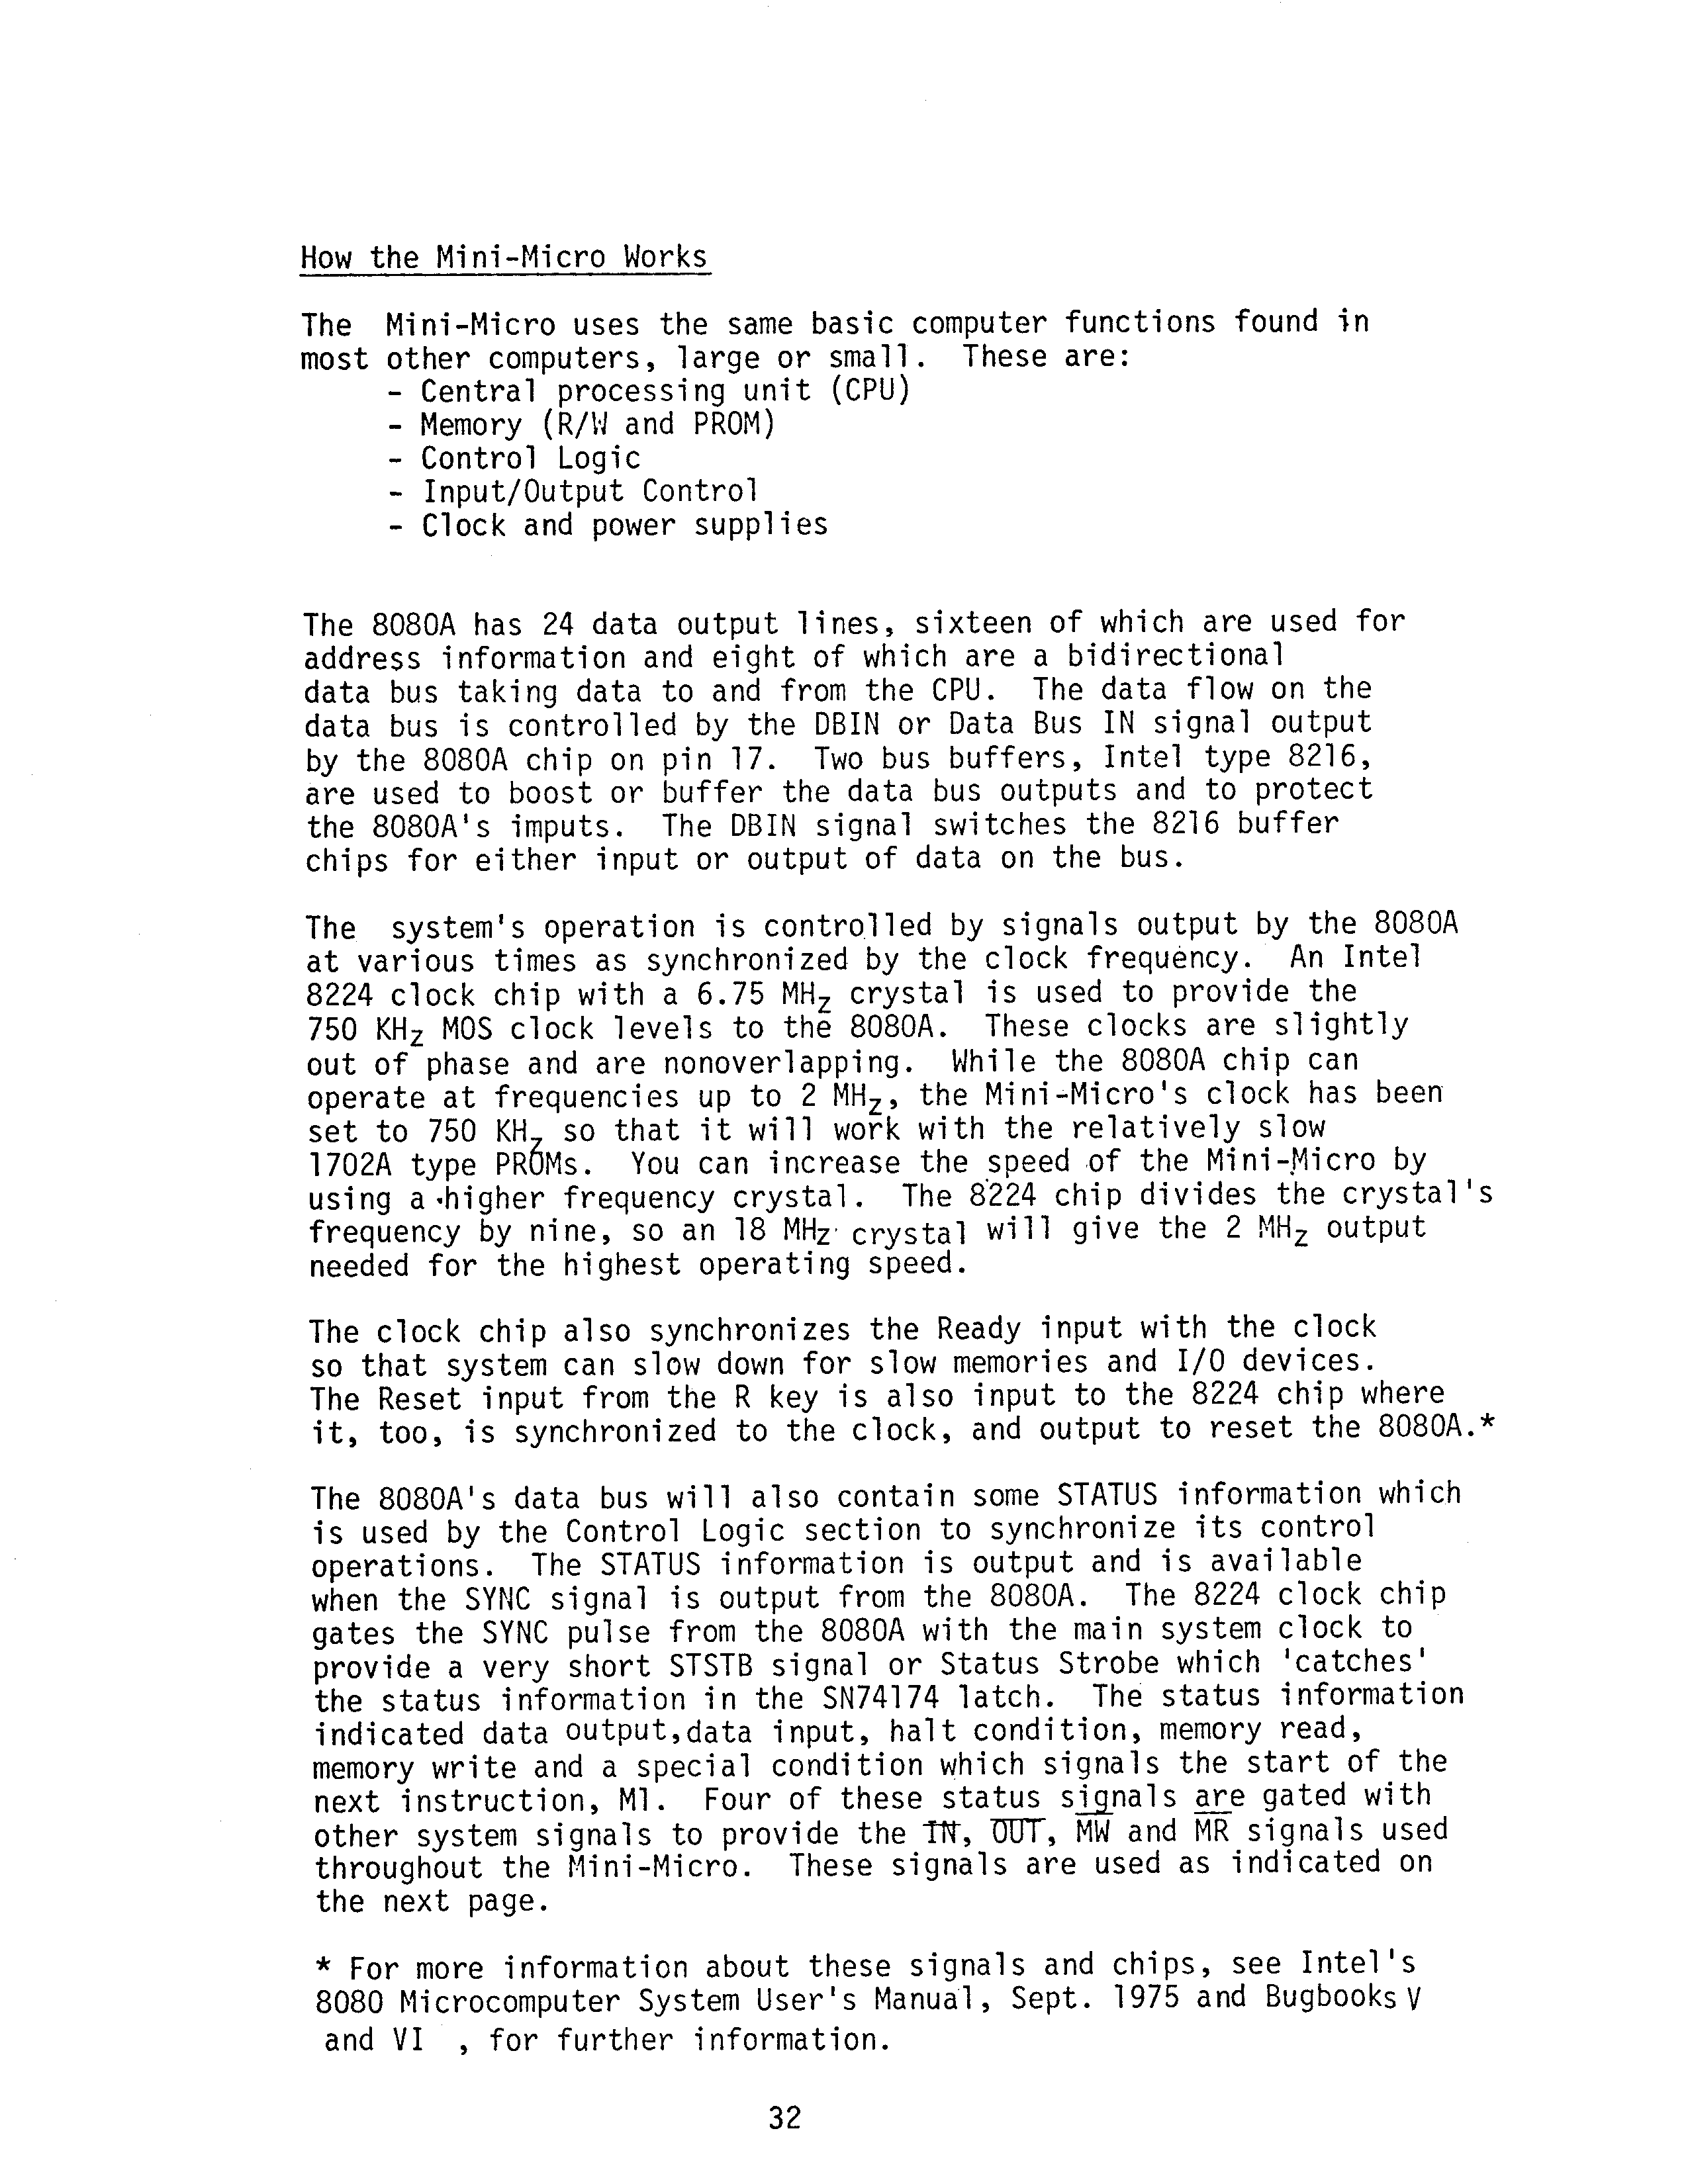 How the Mini-Micro Works
The Mini-Micro uses the same basic computer functions found in
most other computers, large or small. These are:
- Central processing unit (CPU)
- Memory (R/W and PROM)
- Control Logic
- Input/Output Control
- Clock and power supplies
The 8080A has 24 data output lines, sixteen of which are used for
address information and eight of which are a bidirectional
data bus taking data to and from the CPU. The data flow on the
data bus is controlled by the DBIN or Data Bus IN signal output
by the 8080A chip on pin 17. Two bus buffers, Intel type 8216,
are used to boost or buffer the data bus outputs and to protect
the 8080A's imputs. The DBIN signal switches the 8216 buffer
chips for either input or output of data on the bus.
The system's operation is controlled by signals output by the 8080A
at various times as synchronized by the clock frequency. An Intel
8224 clock chip with a 6.75 MHz crystal is used to provide the
750 KHz MOS clock levels to the 8080A. These clocks are slightly
out of phase and are nonoverlapping. While the 8080A chip can
operate at frequencies up to 2 MHz, the Mini-Micro's clock has been
set to 750 KHz so that it will work with the relatively slow
1702A type PROMs. You can increase the speed of the Mini-Micro by
using a higher frequency crystal. The 8224 chip divides the crystal's
frequency by nine, so an 18 MHz crystal will give the 2 MHz output
needed for the highest operating speed.
The clock chip also synchronizes the Ready input with the clock
so that system can slow down for slow memories and I/O devices.
The Reset input from the R key is also input to the 8224 chip where
it, too, is synchronized to the clock, and output to reset the 8080A.*
The 8080A's data bus will also contain some STATUS information which
is used by the Control Logic section to synchronize its control
operations. The STATUS information is output and is available
when the SYNC signal is output from the 8080A. The 8224 clock chip
gates the SYNC pulse from the 8080A with the main system clock to
provide a very short STSTB signal or Status Strobe which 'catches'
the status information in the SN74174 latch. The status information
indicated data output,data input, halt condition, memory read,
memory write and a special condition which signals the start of the
next instruction, M1. Four of these status signals are gated with
other system signals to provide the I̅N̅, O̅U̅T̅, M̅W̅ and M̅R̅ signals used
throughout the Mini-Micro. These signals are used as indicated on
the next page.
* For more information about these signals and chips, see Intel's
8080 Microcomputer System User's Manual, Sept. 1975 and Bugbooks V
and VI , for further information.
32